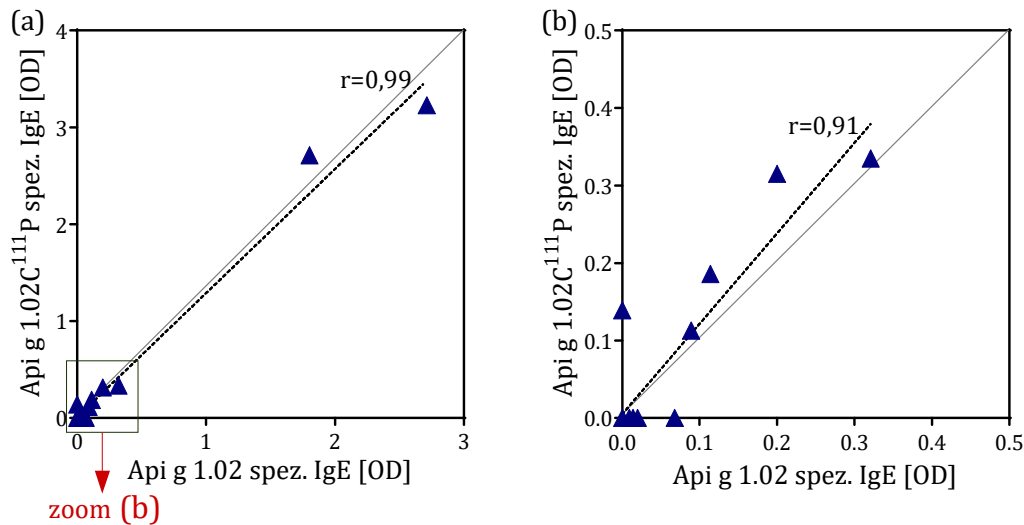 (a)
4
3
2
1
0
Api g 1.02C¹¹¹P spez. IgE [OD]
r=0,99
0
1
2
3
Api g 1.02 spez. IgE [OD]
zoom (b)
(b)
0.5
0.4
0.3
0.2
0.1
0.0
Api g 1.02C¹¹¹P spez. IgE [OD]
r=0,91
0.0
0.1
0.2
0.3
0.4
0.5
Api g 1.02 spez. IgE [OD]